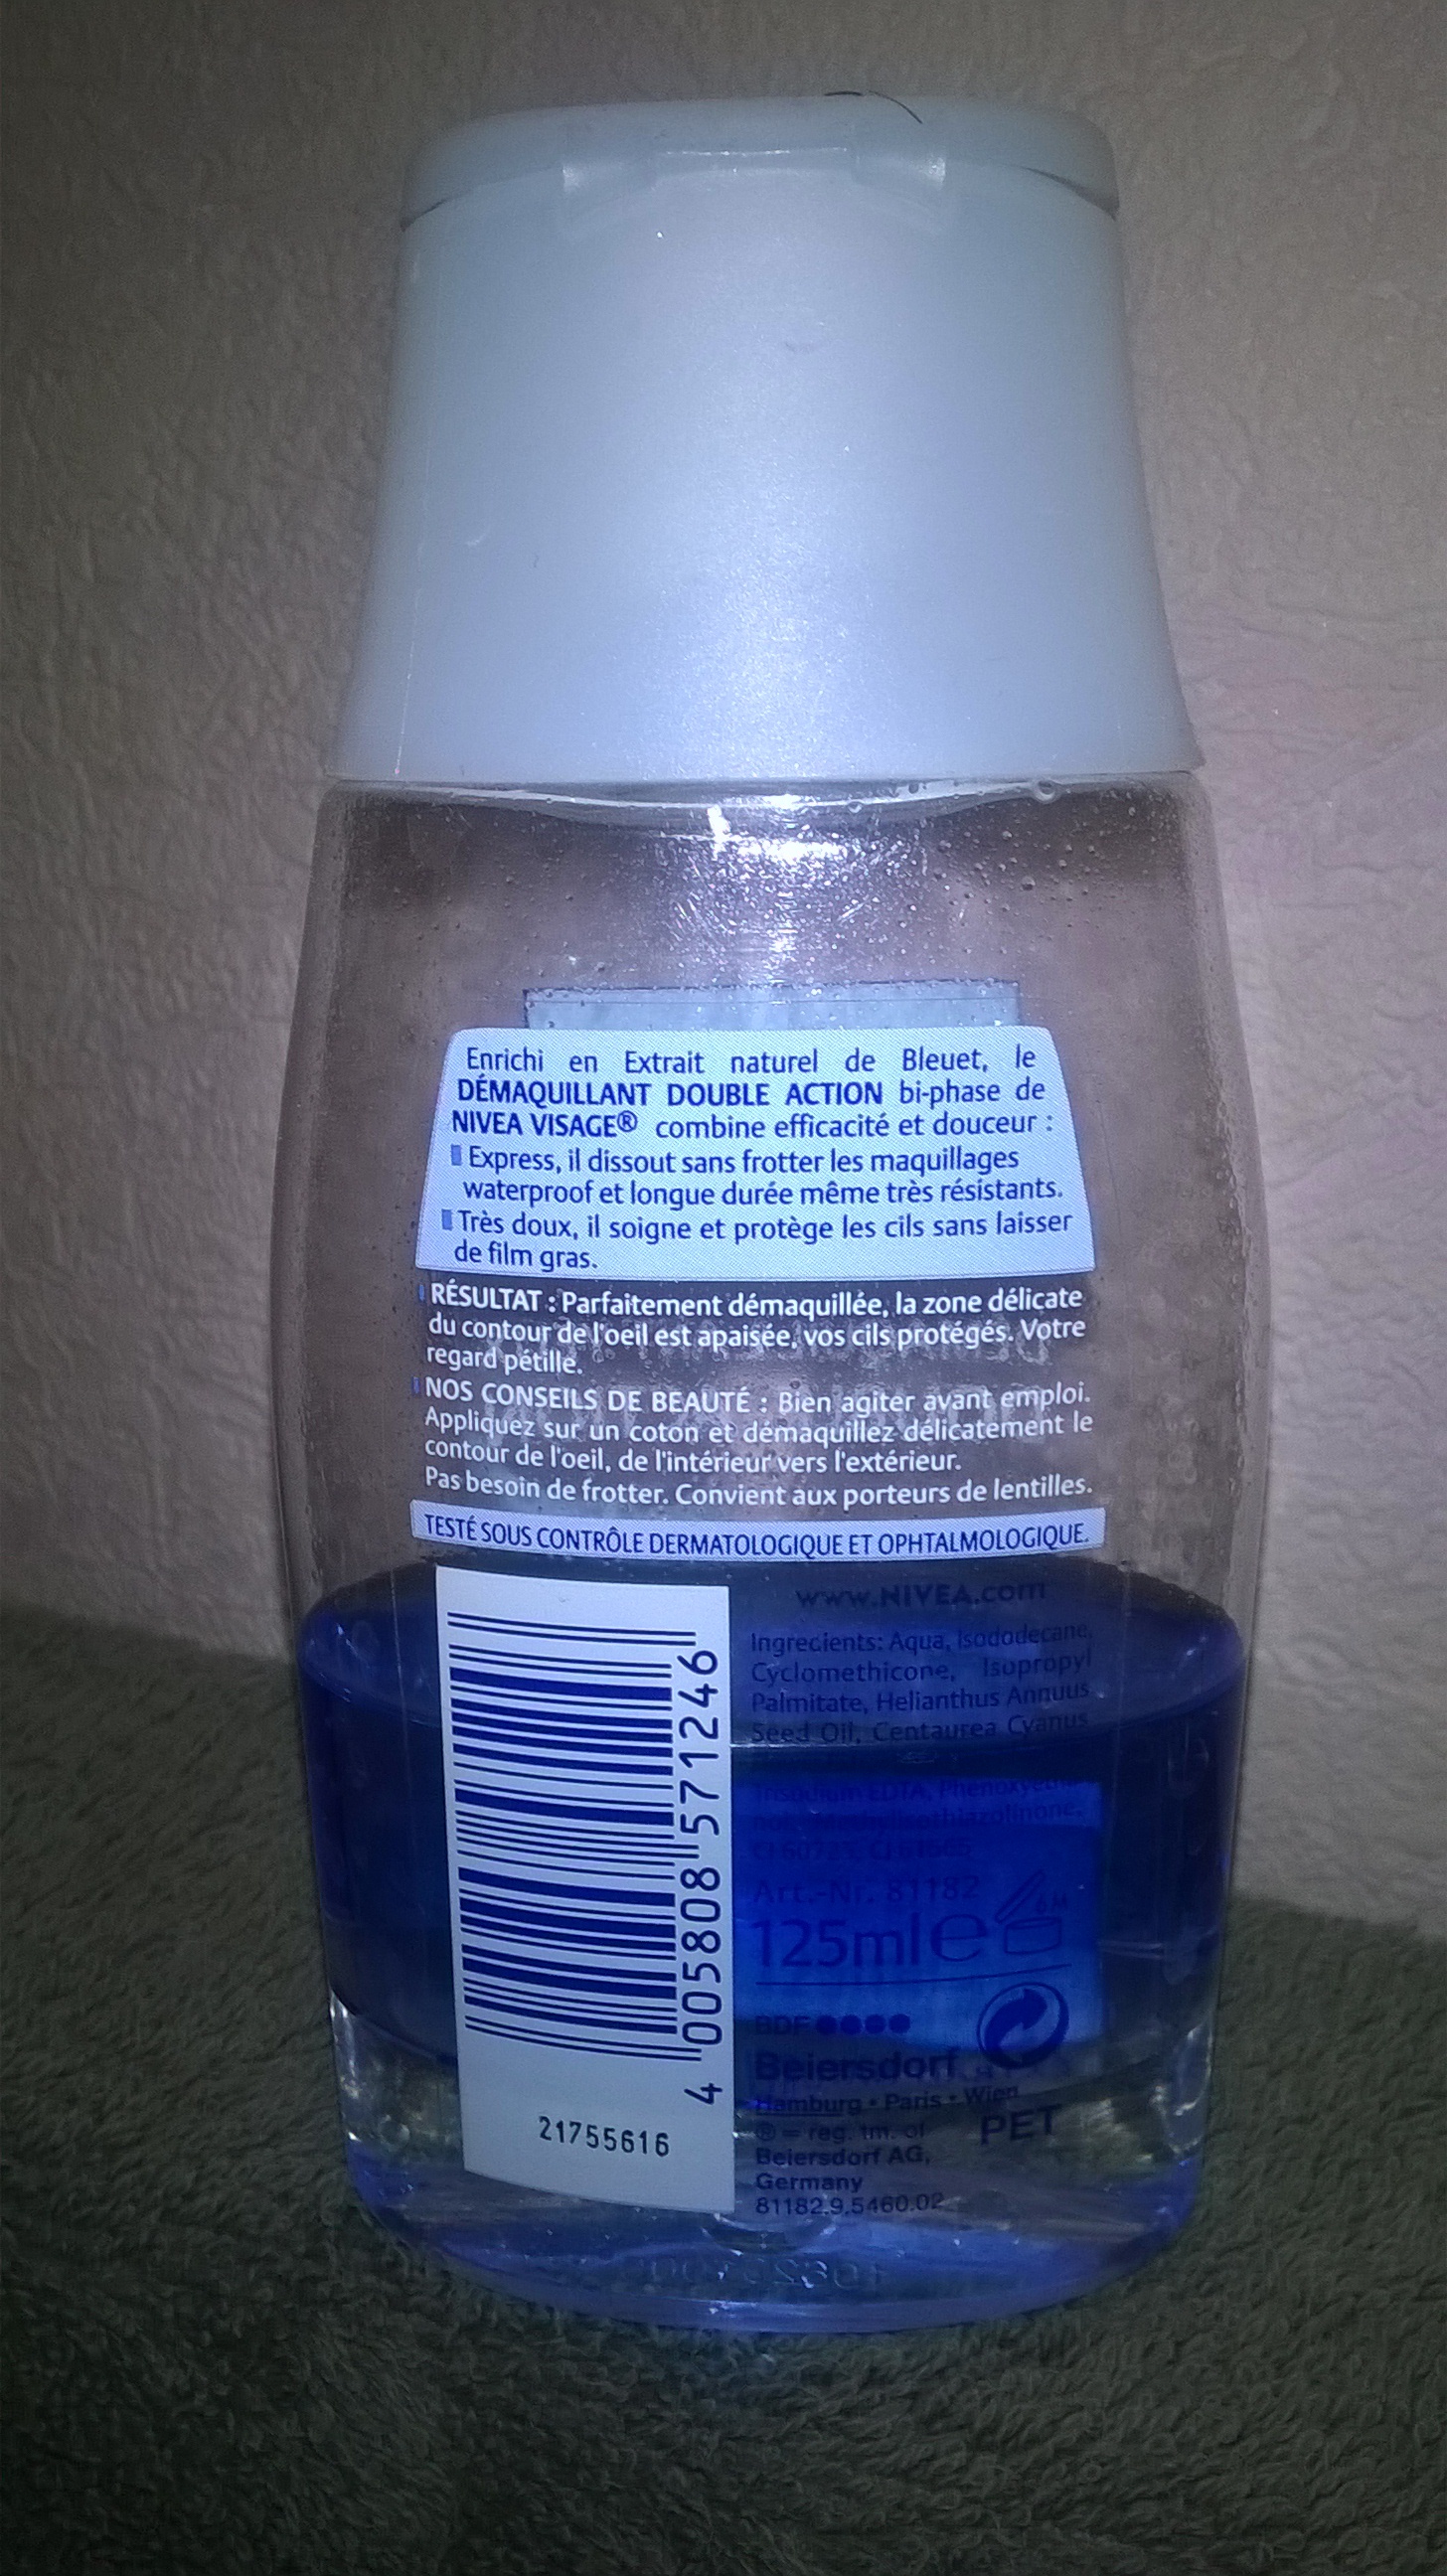 Enrichi en Extrait naturel de Bleuet, le
DÉMAQUILLANT DOUBLE ACTION bi-phase de
NIVEA VISAGE® combine efficacité et douceur :
Express, il dissout sans frotter les maquillages
waterproof et longue durée même très résistants.
Très doux, il soigne et protège les cils sans laisser
de film gras.
RÉSULTAT : Parfaitement démaquillée, la zone délicate
du contour de l'oeil est apaisée, vos cils protégés. Votre
regard pétille.
NOS CONSEILS DE BEAUTÉ : Bien agiter avant emploi.
Appliquez sur un coton et démaquillez délicatement le
contour de l'oeil, de l'intérieur vers l'extérieur.
Pas besoin de frotter. Convient aux porteurs de lentilles.
TESTÉ SOUS CONTRÔLE DERMATOLOGIQUE ET OPHTALMOLOGIQUE.
4 005808 571246
21755616
www.NIVEA.com
Ingredients: Aqua, Isododecane,
Cyclomethicone, Isopropyl
Palmitate, Helianthus Annuus
Seed Oil, Centaurea Cyanus
Trisodium EDTA,
Art.-Nr. 81182
125ml e 6M
BDF
Beiersdorf
Hamburg • Paris • Wien
® = reg. tm. of PET
Beiersdorf AG,
Germany
81182.9.5460.02